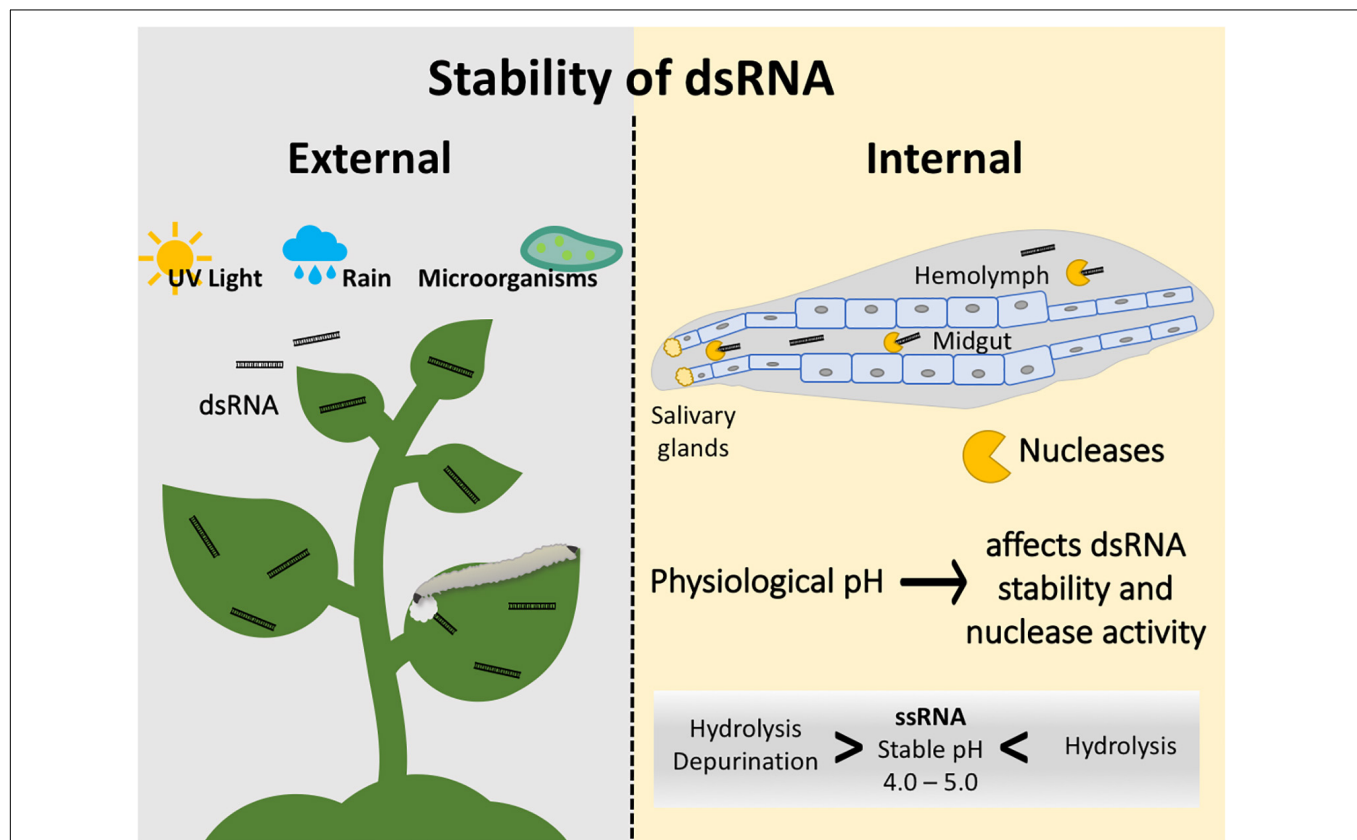 Stability of dsRNA
External
UV Light
Rain
Microorganisms
dsRNA
Internal
Hemolymph
Midgut
Salivary
glands
Nucleases
Physiological pH
affects dsRNA
stability and
nuclease activity
Hydrolysis
Depurination
>
ssRNA
Stable pH
4.0 – 5.0
<
Hydrolysis